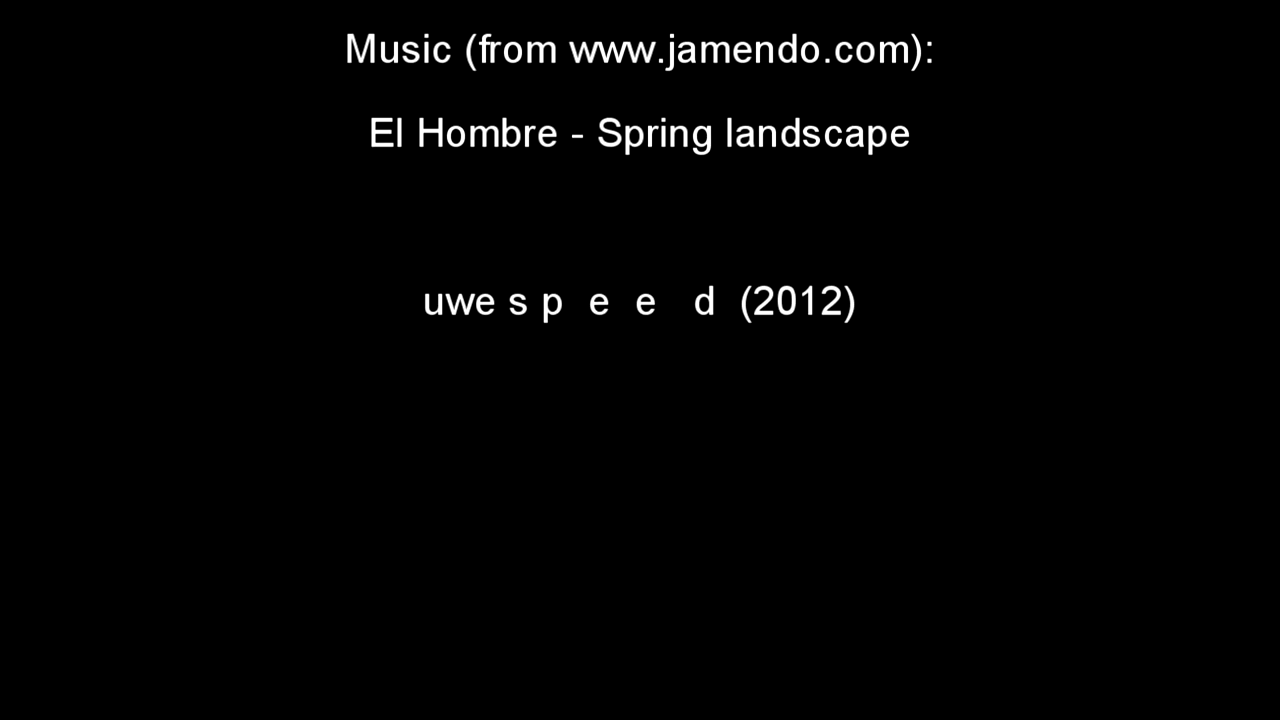 Music (from www.jamendo.com):
El Hombre - Spring landscape
uwe s p  e  e   d  (2012)